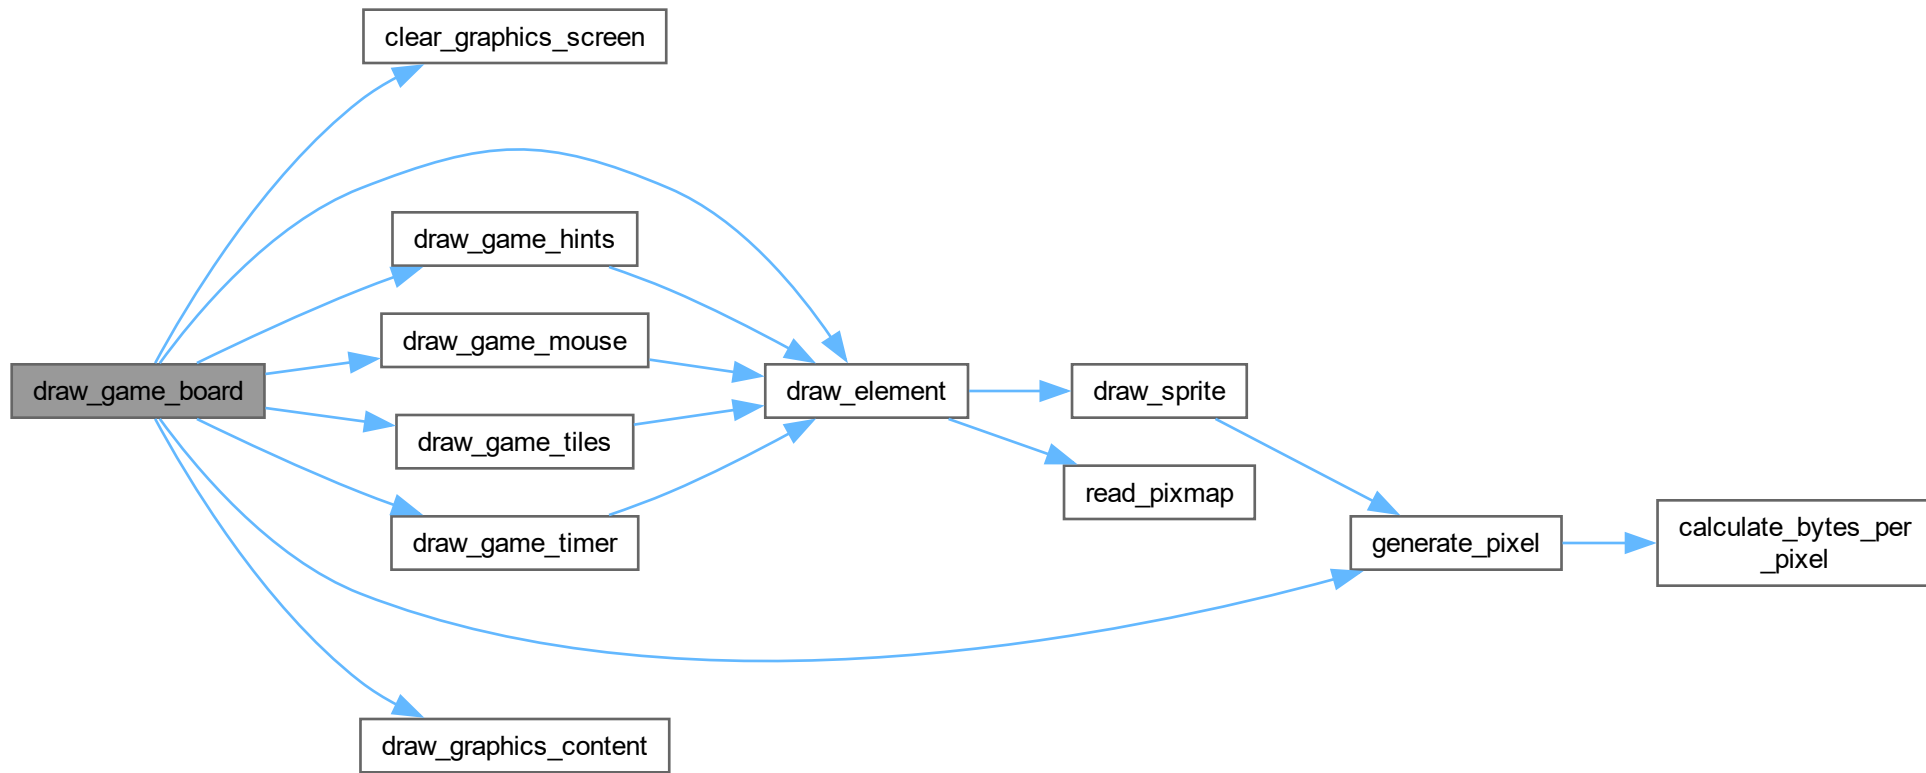 clear_graphics_screen
draw_game_hints
draw_game_mouse
draw_game_board
draw_element
draw_sprite
draw_game_tiles
read_pixmap
draw_game_timer
generate_pixel
calculate_bytes_per
_pixel
draw_graphics_content